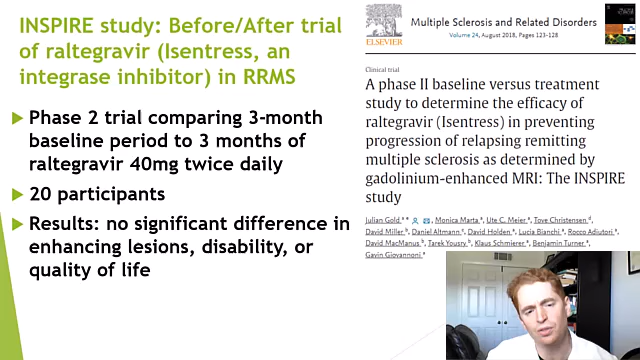 INSPIRE study: Before/After trial
of raltegravir (Isentress, an
integrase inhibitor) in RRMS
Phase 2 trial comparing 3-month
baseline period to 3 months of
raltegravir 40mg twice daily
20 participants
Results: no significant difference in
enhancing lesions, disability, or
quality of life
ELSEVIER
Multiple Sclerosis and Related Disorders
Volume 24, August 2018, Pages 123-128
Clinical trial
A phase II baseline versus treatment
study to determine the efficacy of
raltegravir (Isentress) in preventing
progression of relapsing remitting
multiple sclerosis as determined by
gadolinium-enhanced MRI: The INSPIRE
study
Julian Gold a, Monica Marta a, Ute C. Meier a, Tove Christensen d,
David Miller b, Daniel Altmann c, David Holden a, Lucia Bianchi a, Rocco Adiutori a,
David MacManus b, Tarek Yousry b, Klaus Schmierer a, Benjamin Turner a,
Gavin Giovannoni a